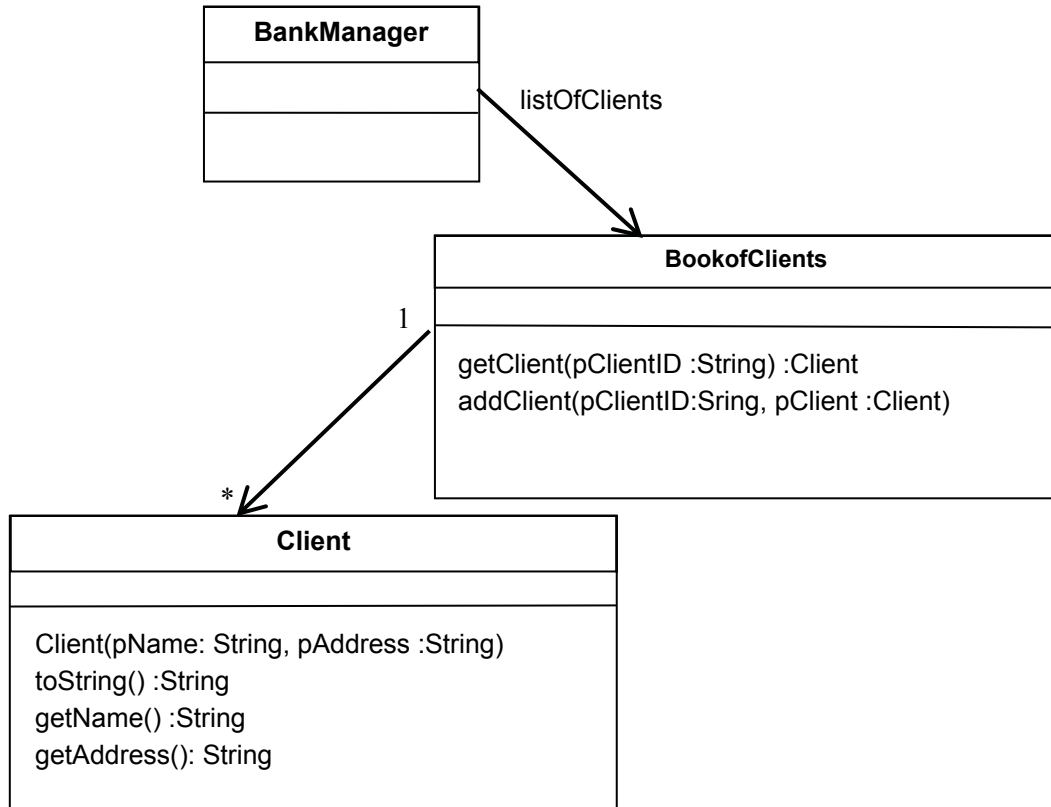 BankManager
listOfClients
BookofClients
1
getClient(pClientID :String) :Client
addClient(pClientID:Sring, pClient :Client)
*
Client
Client(pName: String, pAddress :String)
toString() :String
getName() :String
getAddress(): String